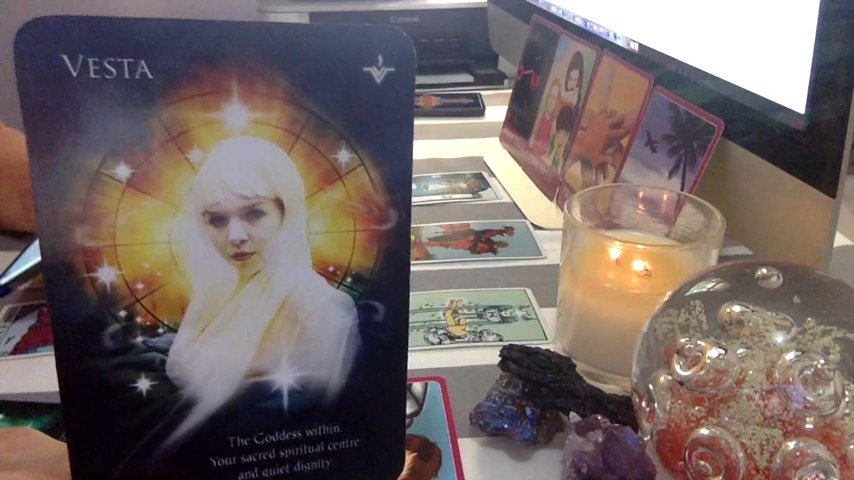 VESTA
Canon
The Goddess within.
Your sacred spiritual centre
and quiet dignity